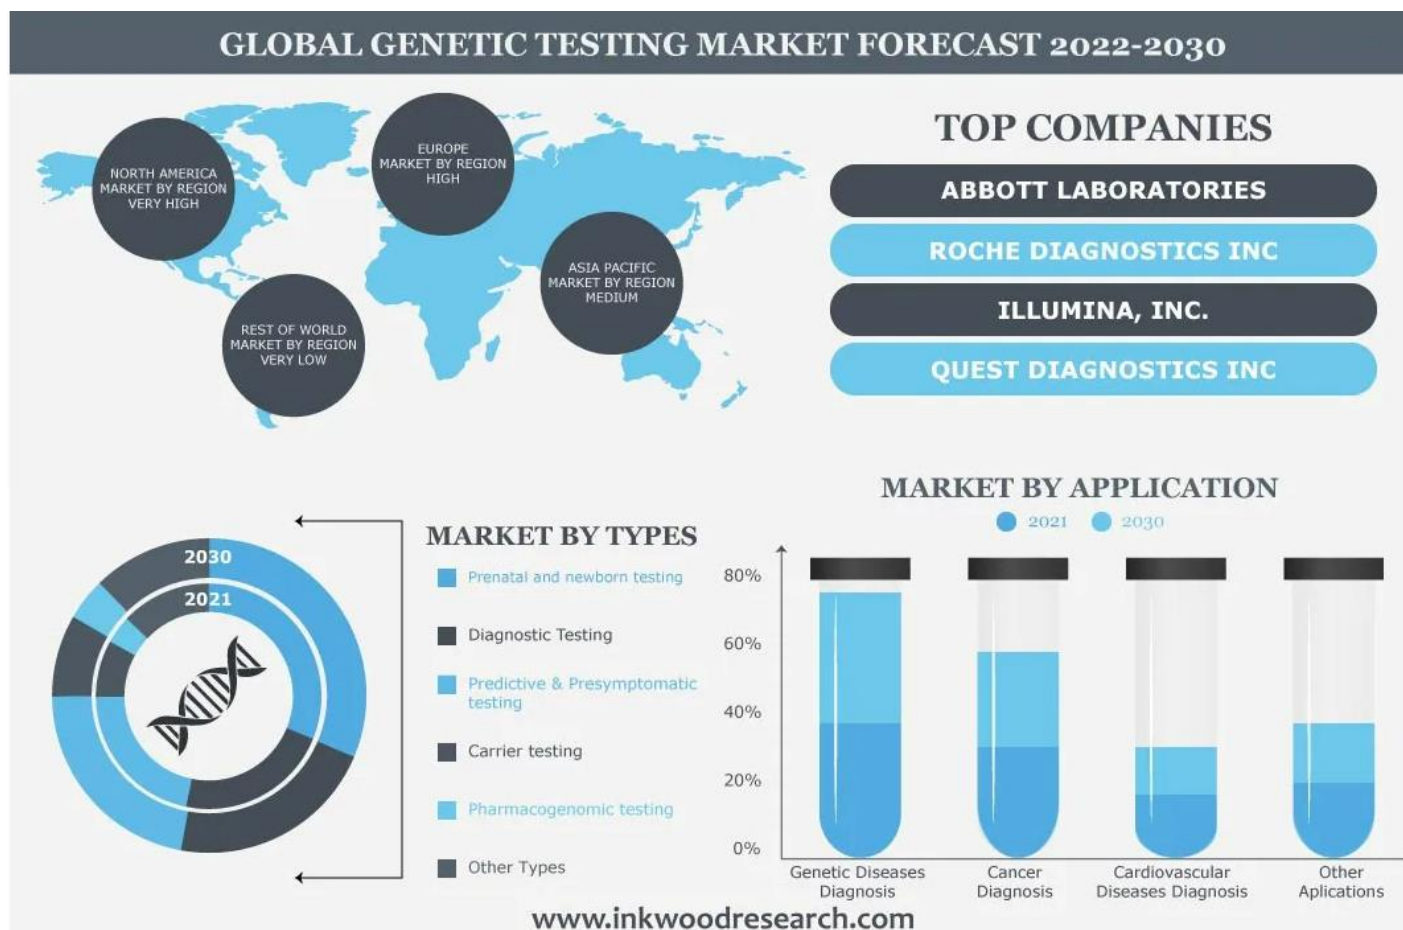 GLOBAL GENETIC TESTING MARKET FORECAST 2022-2030
NORTH AMERICA
MARKET BY REGION
VERY HIGH
EUROPE
MARKET BY REGION
HIGH
ASIA PACIFIC
MARKET BY REGION
MEDIUM
REST OF WORLD
MARKET BY REGION
VERY LOW
TOP COMPANIES
ABBOTT LABORATORIES
ROCHE DIAGNOSTICS INC
ILLUMINA, INC.
QUEST DIAGNOSTICS INC
2030
2021
MARKET BY TYPES
Prenatal and newborn testing
Diagnostic Testing
Predictive & Presymptomatic
testing
Carrier testing
Pharmacogenomic testing
Other Types
MARKET BY APPLICATION
2021 2030
80%
60%
40%
20%
0%
Genetic Diseases
Diagnosis
Cancer
Diagnosis
Cardiovascular
Diseases Diagnosis
Other
Aplications
www.inkwoodresearch.com